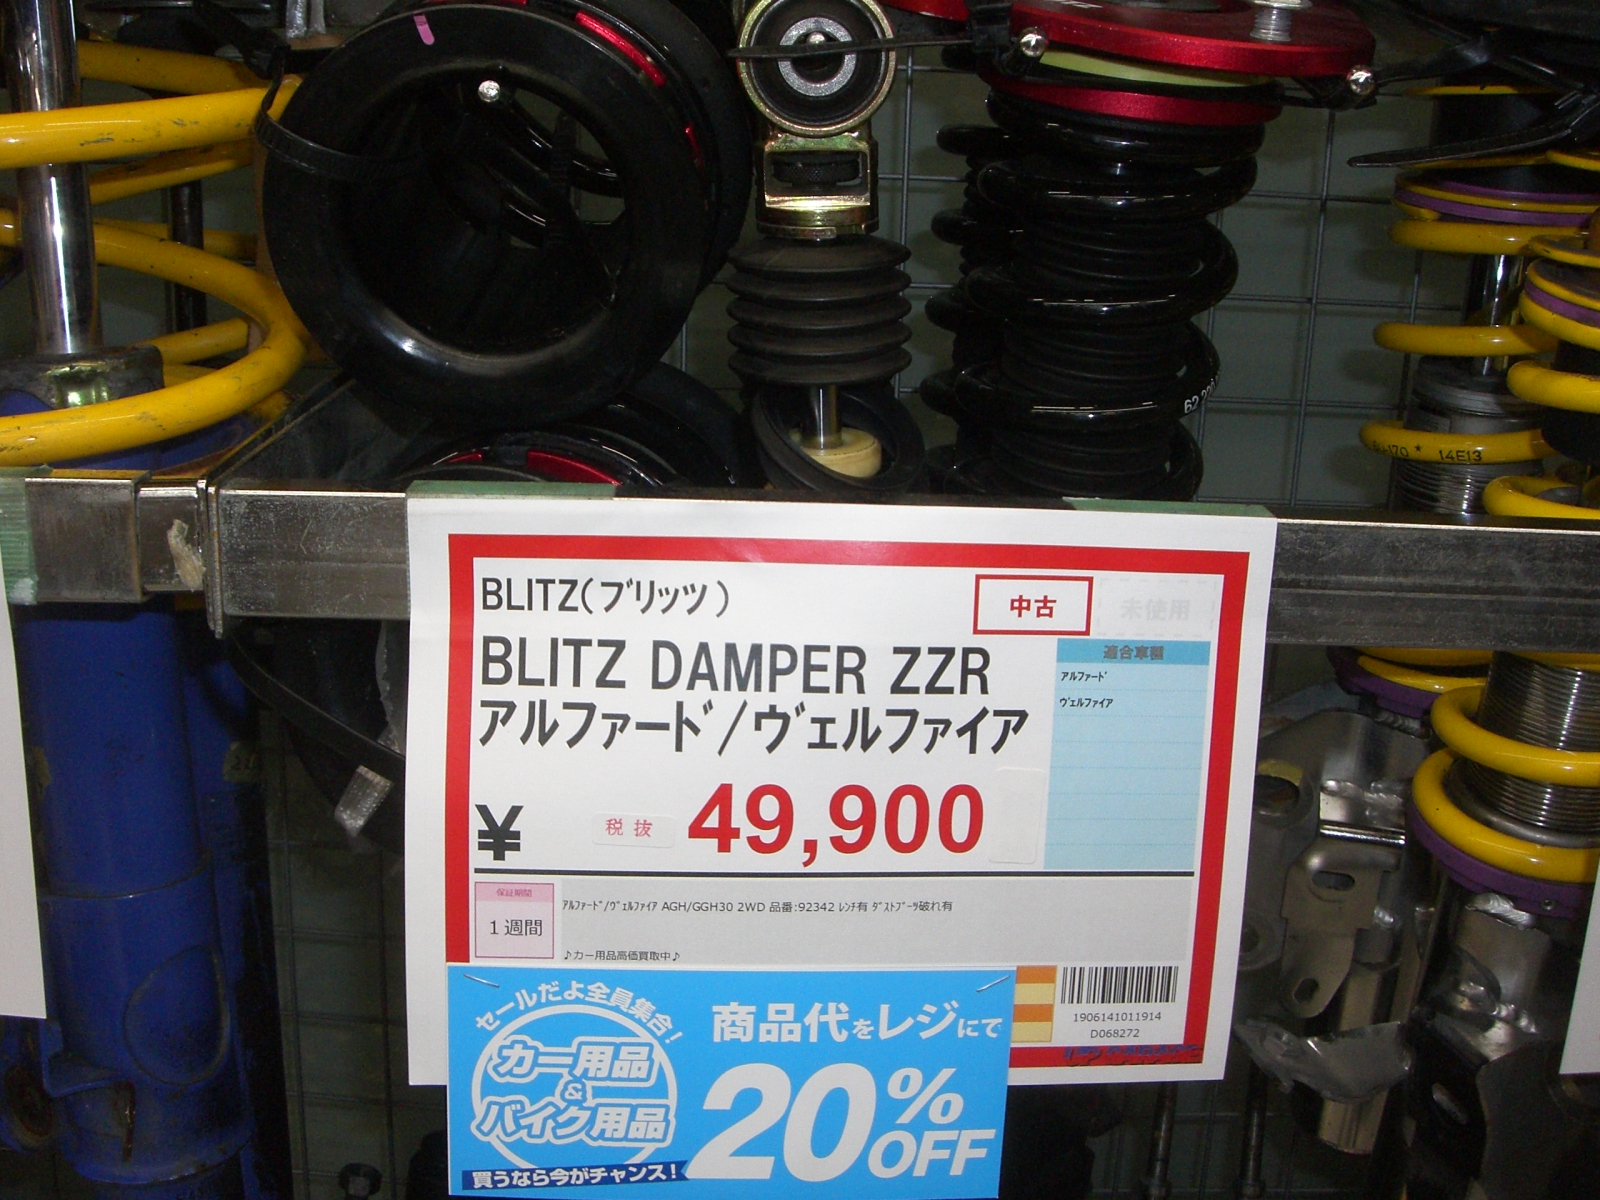 62
170 * 14E13
BLITZ(ブリッツ)
中古
未使用
BLITZ DAMPER ZZR
アルファード/ヴェルファイア
適合車種
アルファード
ヴェルファイア
¥ 税抜 49,900
保証期間
1週間
アルファード/ヴェルファイア AGH/GGH30 2WD 品番:92342 レンチ有 ダストブーツ破れ有
♪カー用品高価買取中♪
1906141011914
D068272
セールだよ全員集合!
カー用品
&
バイク用品
買うなら今がチャンス!
商品代をレジにて
20%
OFF